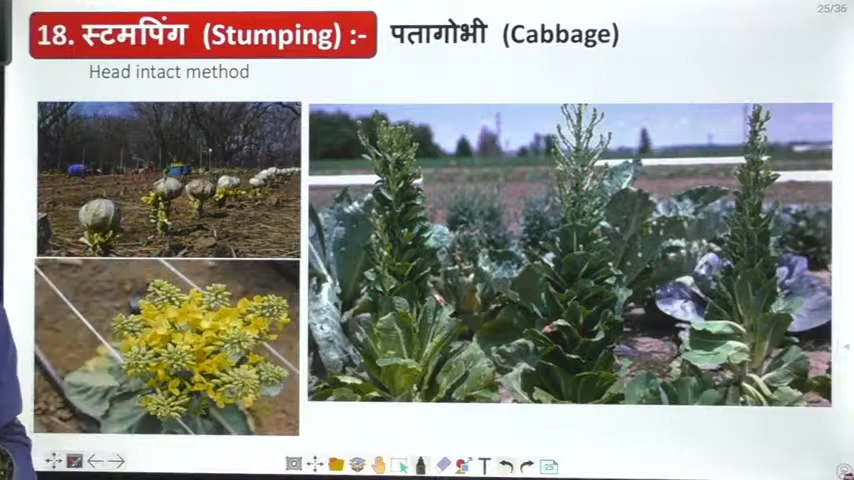 25/36
18. स्टमपिंग (Stumping) :- पतागोभी (Cabbage)
Head intact method
T
25